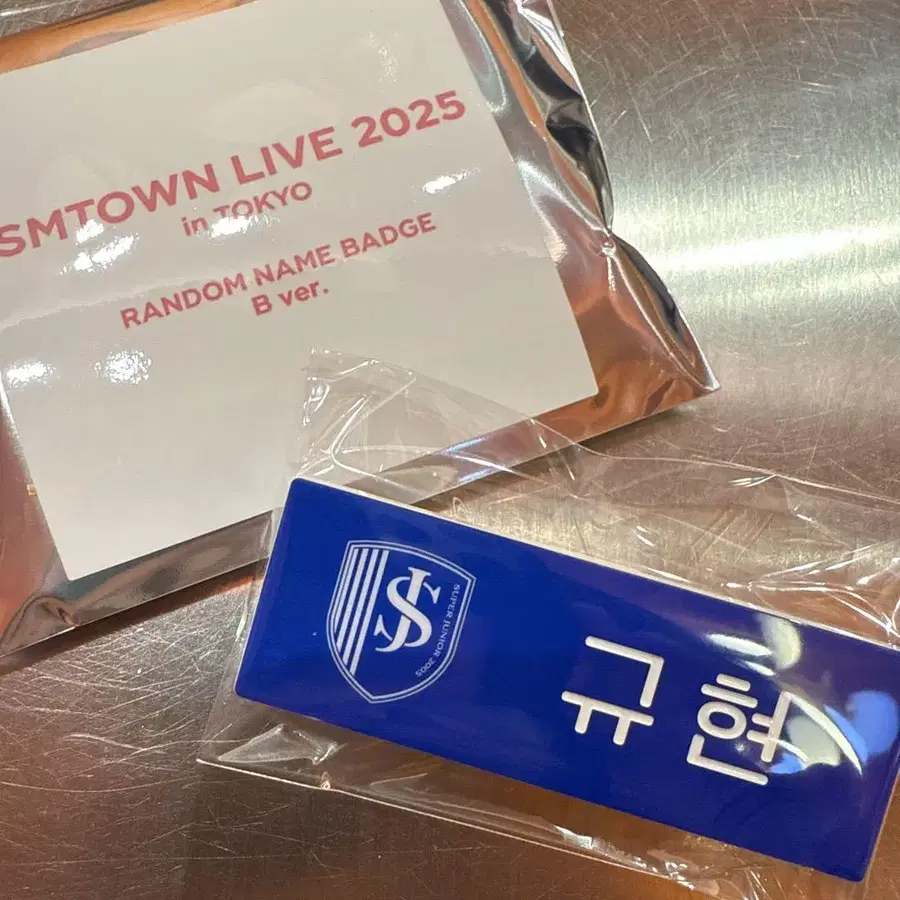 SMTOWN LIVE 2025
in TOKYO
RANDOM NAME BADGE
B ver.
SJ
SUPER JUNIOR 2005
규현